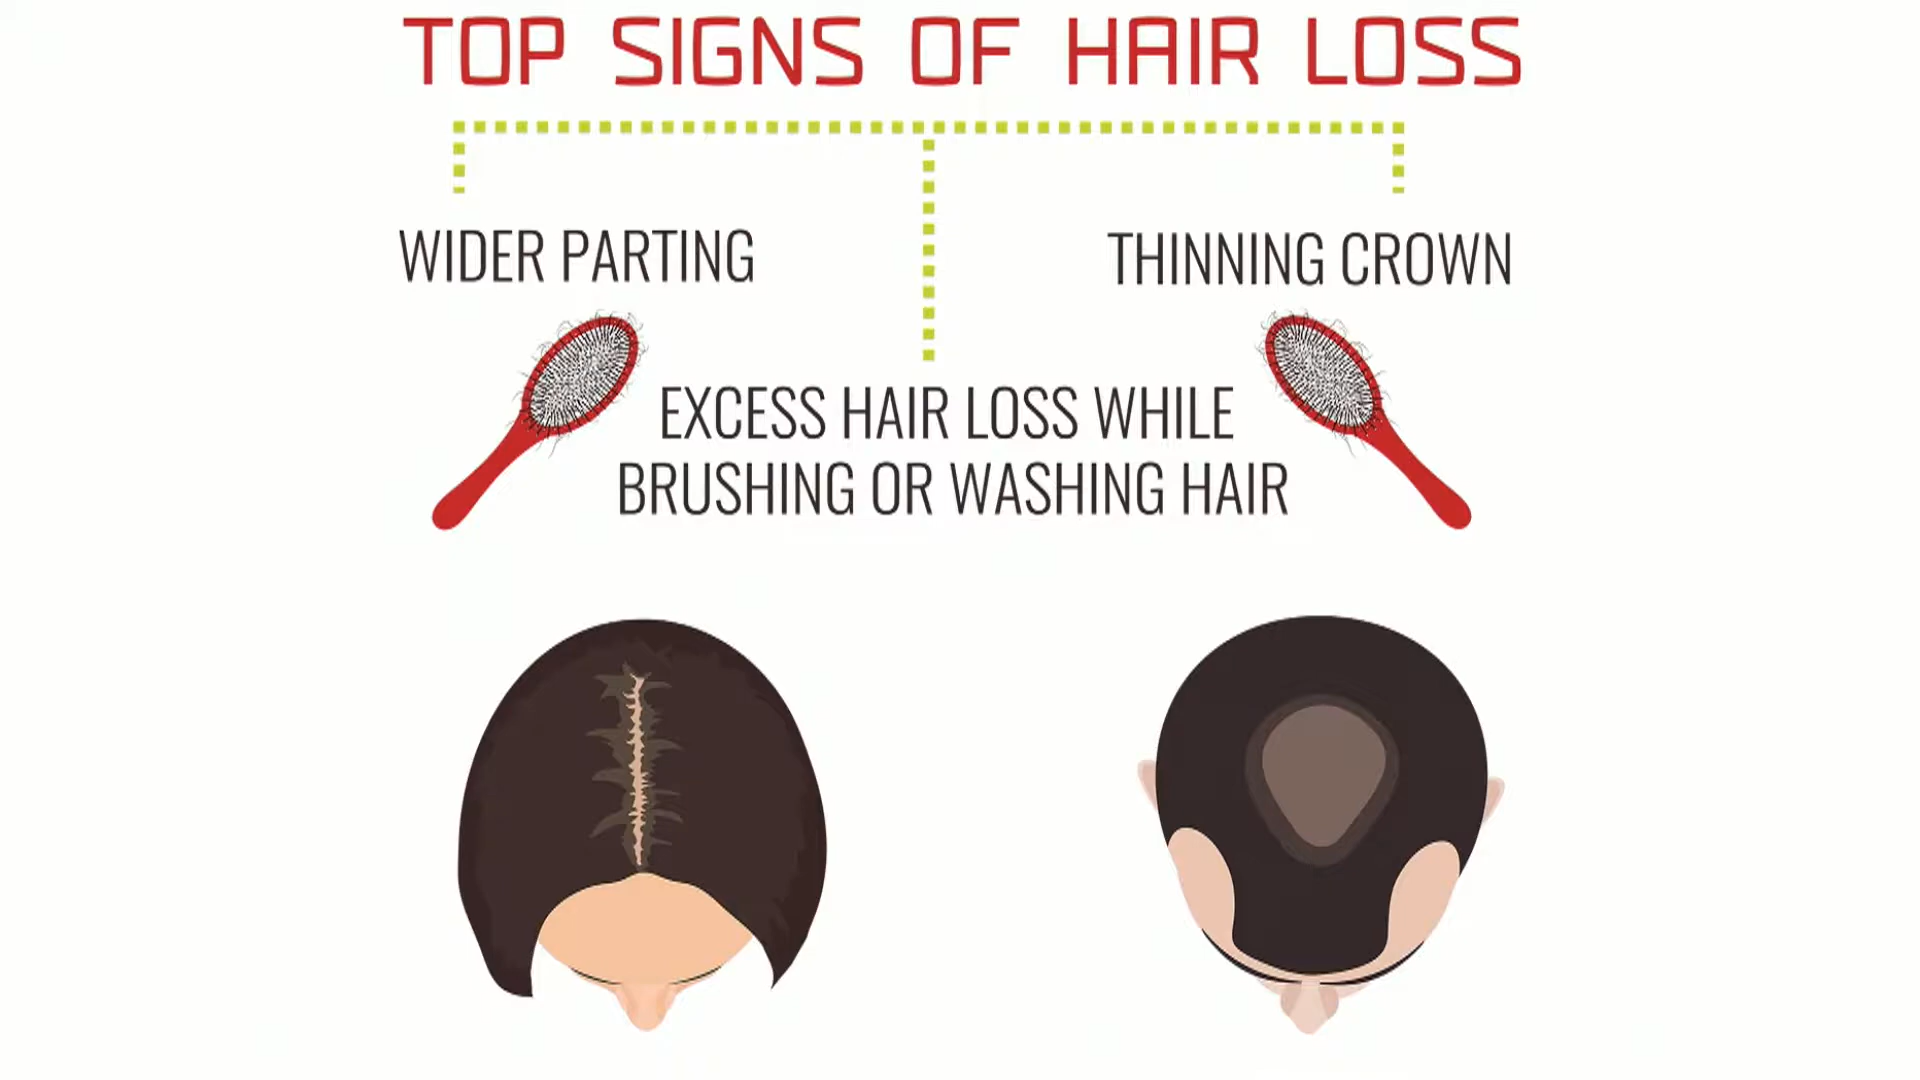 TOP SIGNS OF HAIR LOSS
WIDER PARTING
THINNING CROWN
EXCESS HAIR LOSS WHILE
BRUSHING OR WASHING HAIR